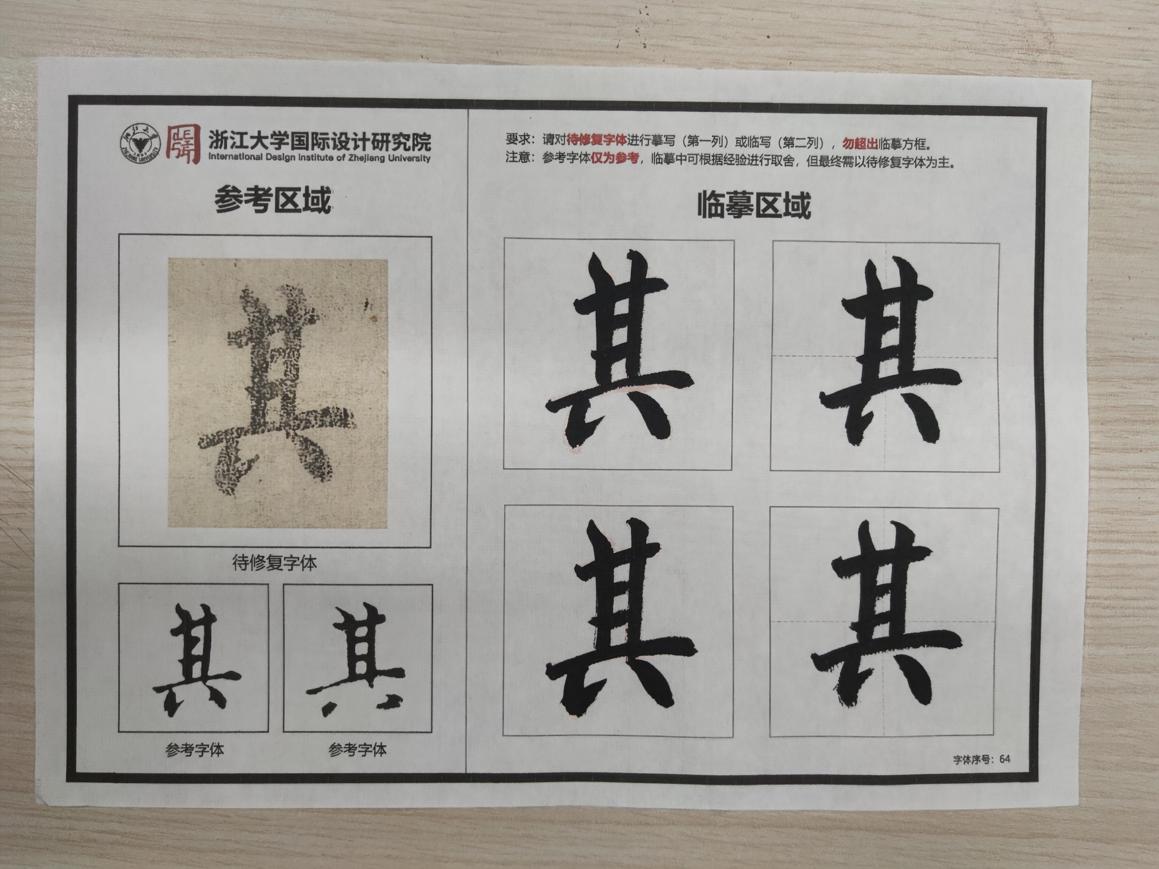 浙江大学国际设计研究院
International Design Institute of Zhejiang University
参考区域
其
待修复字体
其
其
参考字体
参考字体
要求：请对待修复字体进行摹写（第一列）或临写（第二列），勿超出临摹方框。
注意：参考字体仅为参考，临摹中可根据经验进行取舍，但最终需以待修复字体为主。
临摹区域
其
其
其
其
字体序号：64